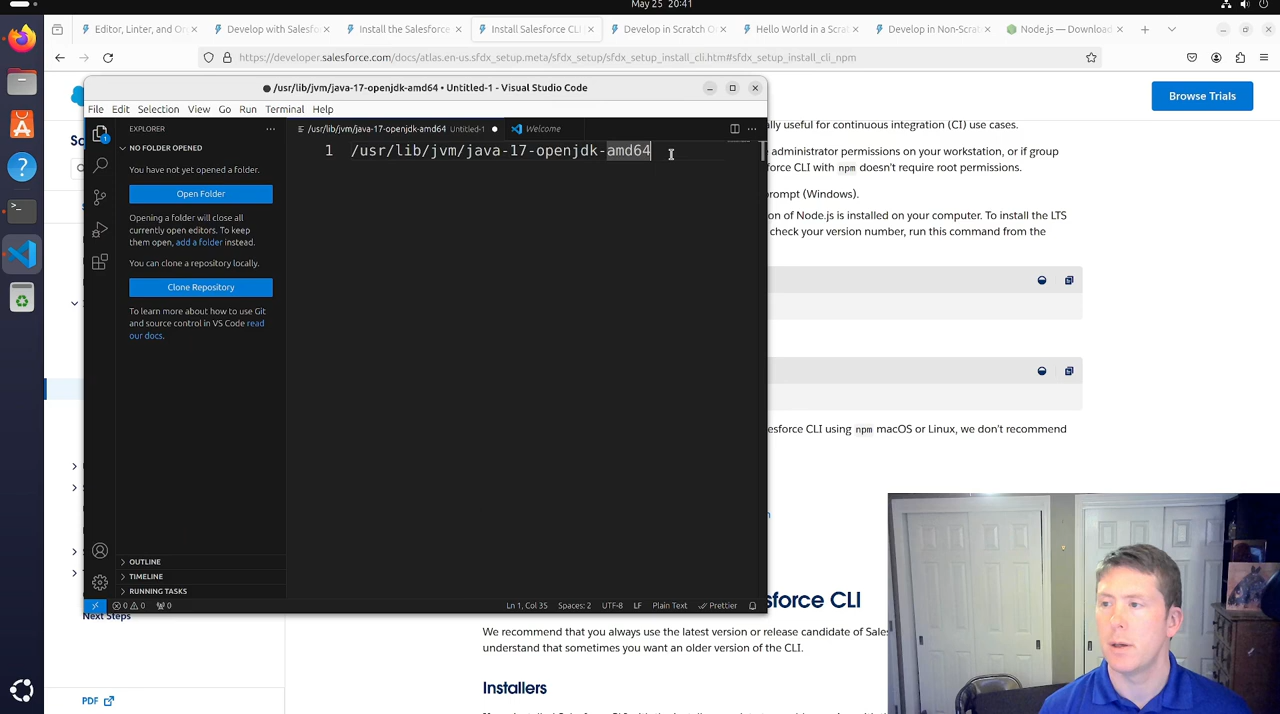 May 25 20:41
Editor, Linter, and Or
Develop with Salesfo
Install the Salesforce
Install Salesforce CLI
Develop in Scratch O
Hello World in a Scra
Develop in Non-Scra
Node.js — Download
https://developer.salesforce.com/docs/atlas.en-us.sfdx_setup.meta/sfdx_setup/sfdx_setup_install_cli.htm#sfdx_setup_install_cli_npm
Browse Trials
/usr/lib/jvm/java-17-openjdk-amd64 • Untitled-1 - Visual Studio Code
File Edit Selection View Go Run Terminal Help
EXPLORER
/usr/lib/jvm/java-17-openjdk-amd64 Untitled-1
Welcome
NO FOLDER OPENED
1 /usr/lib/jvm/java-17-openjdk-amd64
You have not yet opened a folder.
Open Folder
Opening a folder will close all
currently open editors. To keep
them open, add a folder instead.
You can clone a repository locally.
Clone Repository
To learn more about how to use Git
and source control in VS Code read
our docs.
OUTLINE
TIMELINE
RUNNING TASKS
0 0 0
Ln 1, Col 35 Spaces: 2 UTF-8 LF Plain Text Prettier
ly useful for continuous integration (CI) use cases.
administrator permissions on your workstation, or if group
sforce CLI with npm doesn't require root permissions.
prompt (Windows).
on of Node.js is installed on your computer. To install the LTS
check your version number, run this command from the
esforce CLI using npm macOS or Linux, we don't recommend
sforce CLI
We recommend that you always use the latest version or release candidate of Sales
understand that sometimes you want an older version of the CLI.
Installers
Next Steps
PDF